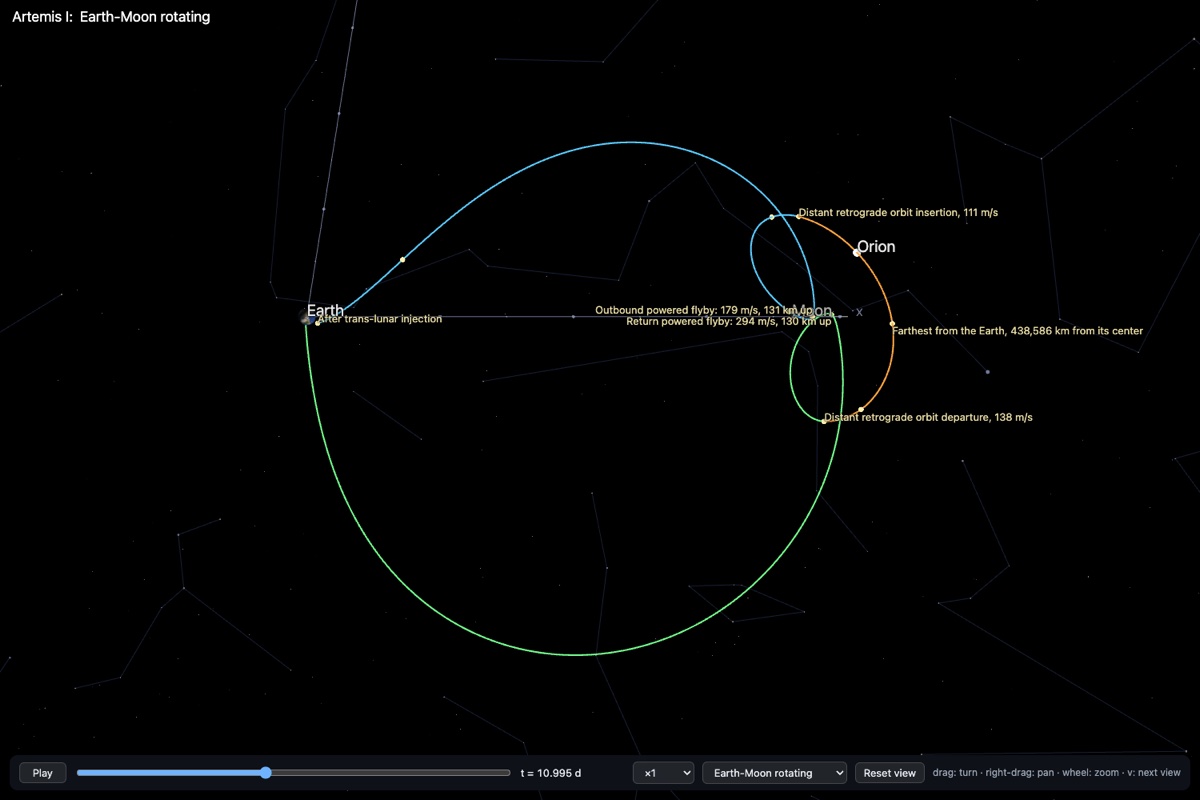 Artemis I: Earth-Moon rotating
Distant retrograde orbit insertion, 111 m/s
Orion
Earth
After trans-lunar injection
Outbound powered flyby: 179 m/s, 131 km up
Moon
x
Return powered flyby: 294 m/s, 130 km up
Farthest from the Earth, 438,586 km from its center
Distant retrograde orbit departure, 138 m/s
Play
t = 10.995 d
×1
Earth-Moon rotating
Reset view
drag: turn · right-drag: pan · wheel: zoom · v: next view